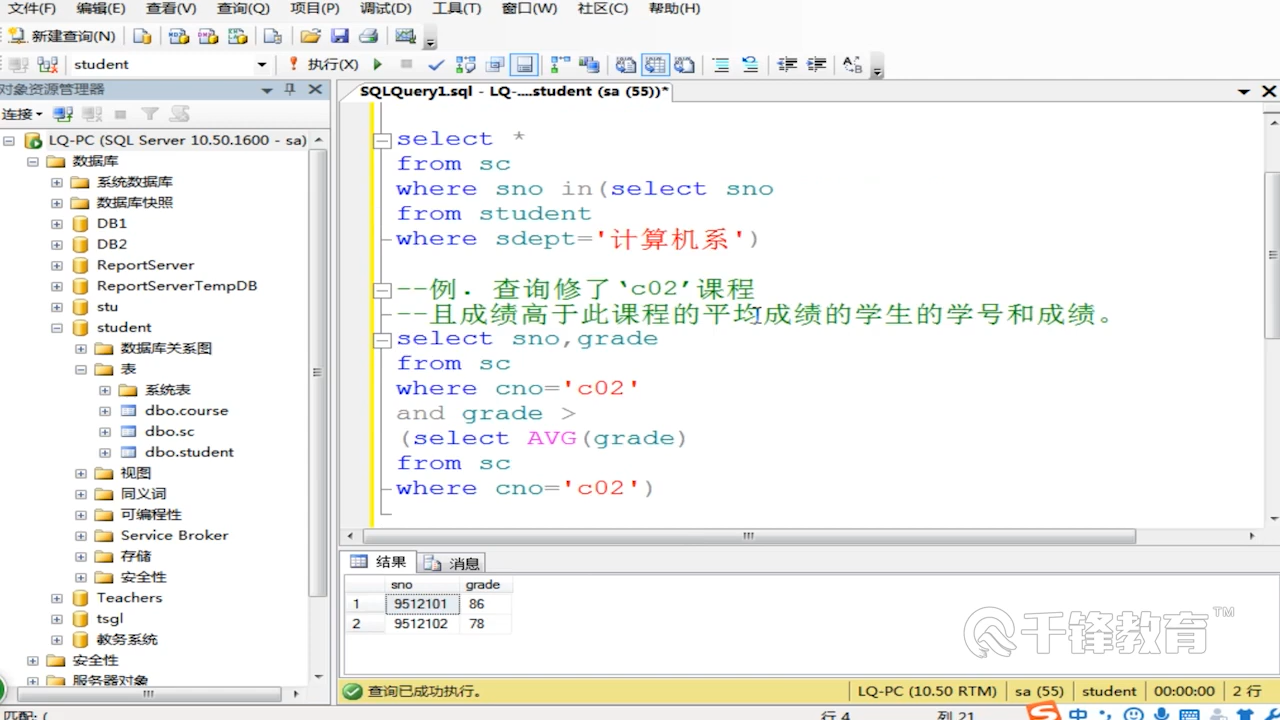 文件(F) 编辑(E) 查看(V) 查询(Q) 项目(P) 调试(D) 工具(T) 窗口(W) 社区(C) 帮助(H)
新建查询(N)
student 执行(X)
对象资源管理器
SQLQuery1.sql - LQ-....student (sa (55))*
连接
LQ-PC (SQL Server 10.50.1600 - sa)
数据库
系统数据库
数据库快照
DB1
DB2
ReportServer
ReportServerTempDB
stu
student
数据库关系图
表
系统表
dbo.course
dbo.sc
dbo.student
视图
同义词
可编程性
Service Broker
存储
安全性
Teachers
tsgl
教务系统
安全性
服务器对象
select *
from sc
where sno in(select sno
from student
where sdept='计算机系')
--例. 查询修了‘c02’课程
--且成绩高于此课程的平均成绩的学生的学号和成绩。
select sno,grade
from sc
where cno='c02'
and grade >
(select AVG(grade)
from sc
where cno='c02')
结果 消息
sno grade
1 9512101 86
2 9512102 78
千锋教育™
查询已成功执行。 LQ-PC (10.50 RTM) sa (55) student 00:00:00 2 行
匹配: ( 行 4 列 21
中